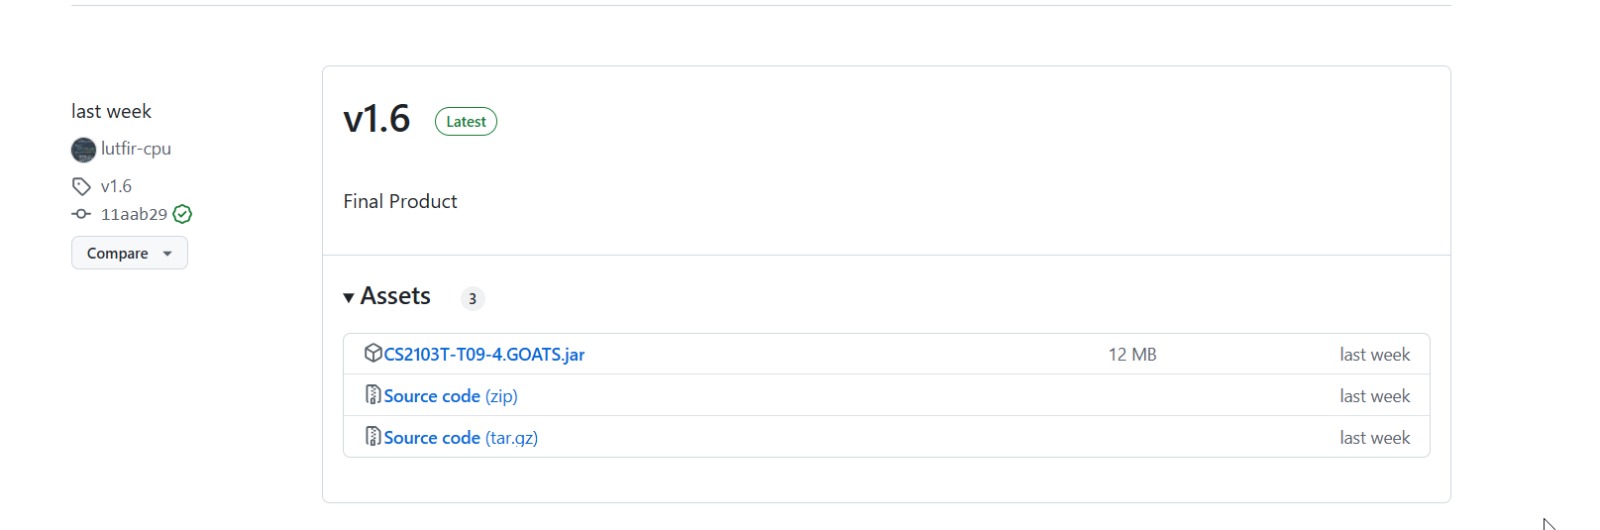 last week
lutfir-cpu
v1.6
11aab29
Compare
v1.6 Latest
Final Product
Assets 3
CS2103T-T09-4.GOATS.jar 12 MB last week
Source code (zip) last week
Source code (tar.gz) last week